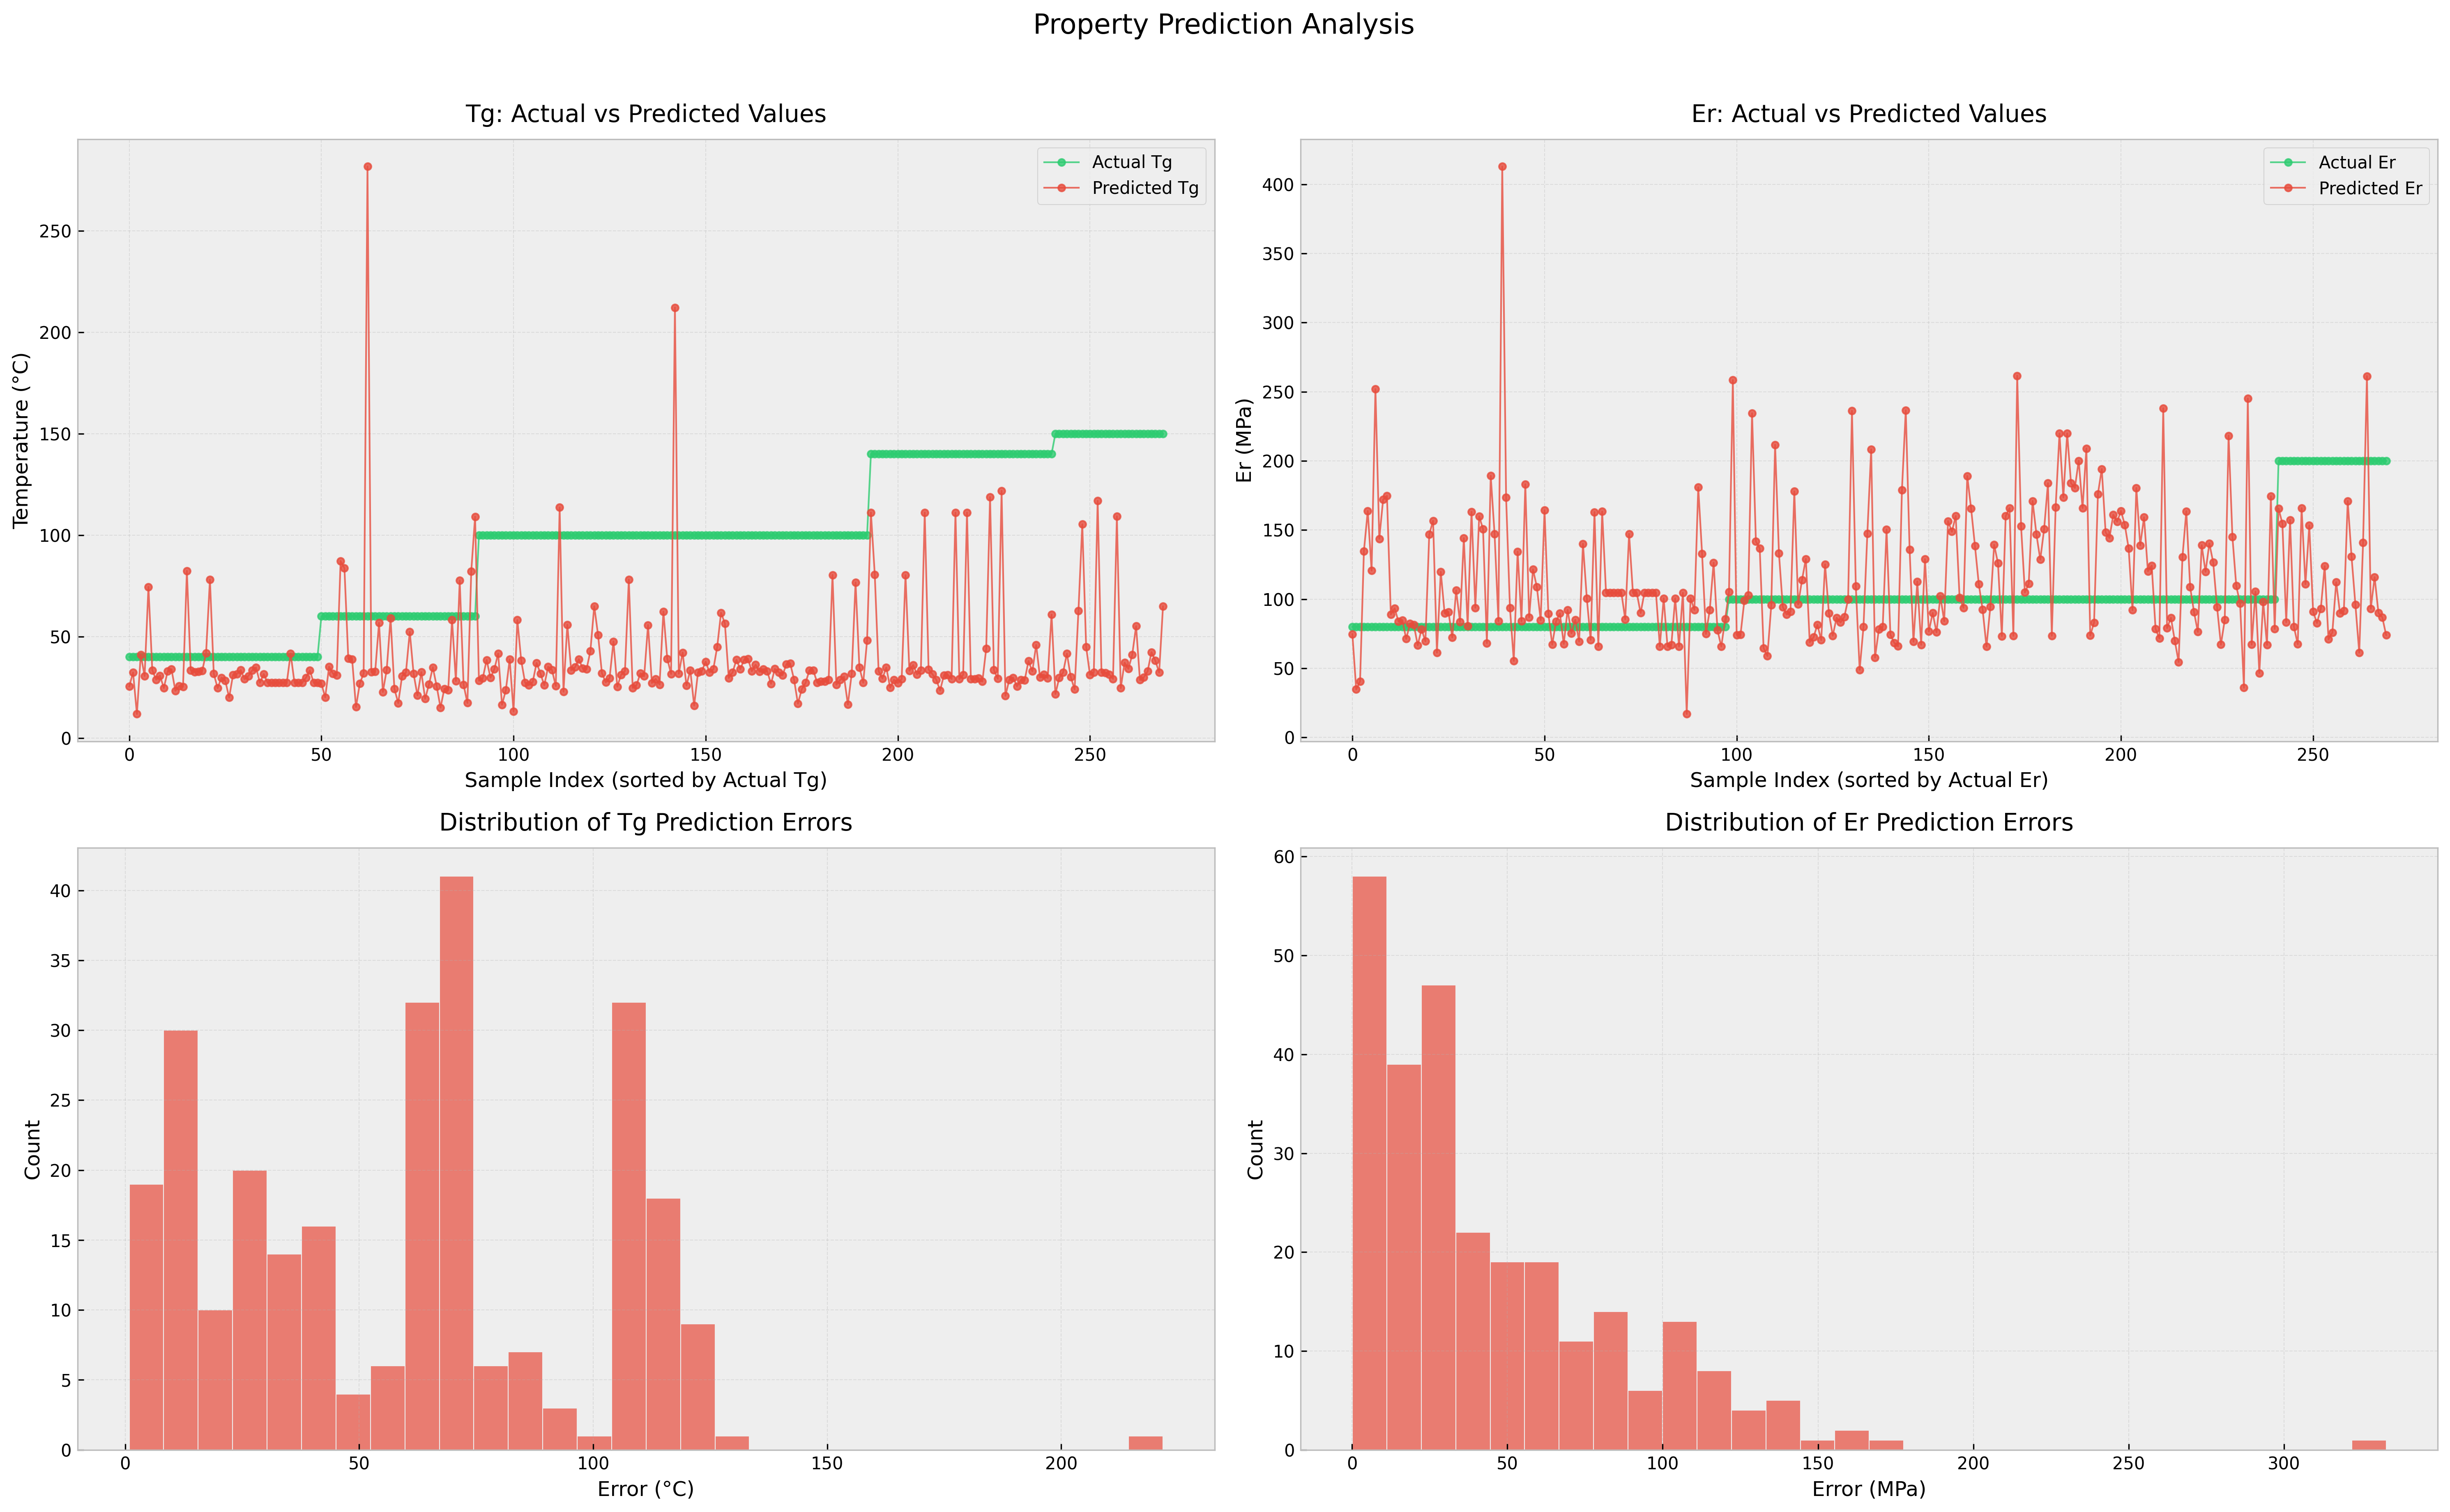 Property Prediction Analysis
Tg: Actual vs Predicted Values
Actual Tg
Predicted Tg
Temperature (°C)
250
200
150
100
50
0
0 50 100 150 200 250
Sample Index (sorted by Actual Tg)
Er: Actual vs Predicted Values
Actual Er
Predicted Er
Er (MPa)
400
350
300
250
200
150
100
50
0
0 50 100 150 200 250
Sample Index (sorted by Actual Er)
Distribution of Tg Prediction Errors
Count
40
35
30
25
20
15
10
5
0
0 50 100 150 200
Error (°C)
Distribution of Er Prediction Errors
Count
60
50
40
30
20
10
0
0 50 100 150 200 250 300
Error (MPa)